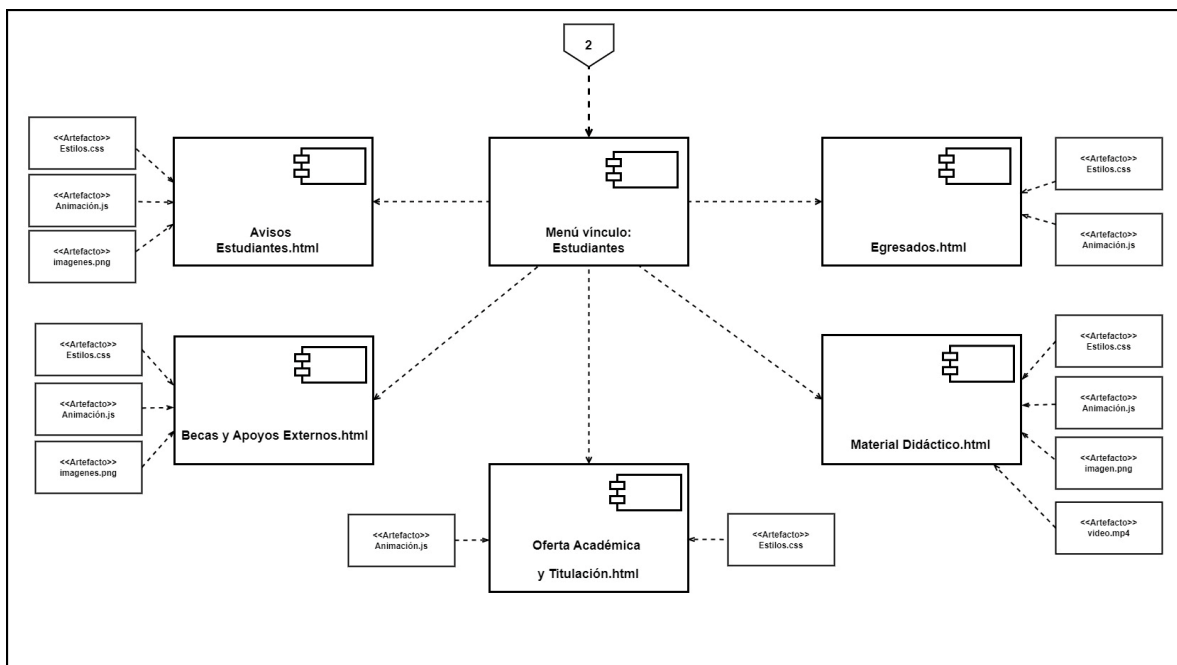 2
<<Artefacto>>
Estilos.css
<<Artefacto>>
Animación.js
<<Artefacto>>
imagenes.png
Avisos
Estudiantes.html
Menú vinculo:
Estudiantes
Egresados.html
<<Artefacto>>
Estilos.css
<<Artefacto>>
Animación.js
<<Artefacto>>
Estilos.css
<<Artefacto>>
Animación.js
<<Artefacto>>
imagenes.png
Becas y Apoyos Externos.html
Material Didáctico.html
<<Artefacto>>
Estilos.css
<<Artefacto>>
Animación.js
<<Artefacto>>
imagen.png
<<Artefacto>>
video.mp4
<<Artefacto>>
Animación.js
Oferta Académica
y Titulación.html
<<Artefacto>>
Estilos.css